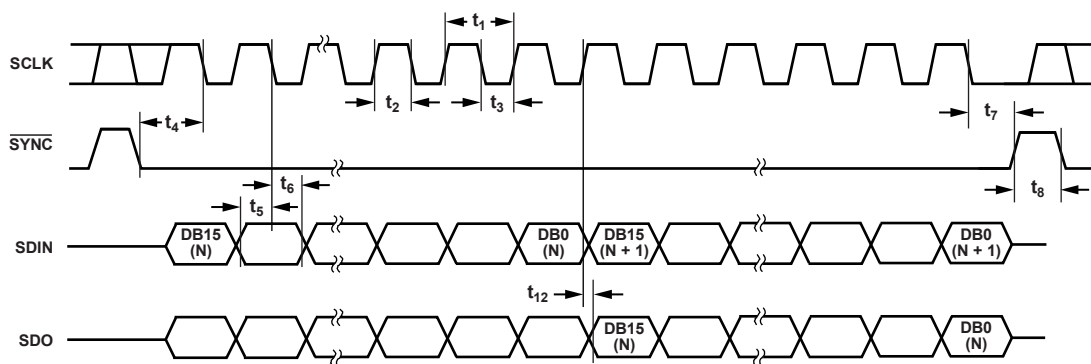 t1
SCLK
t2
t3
t7
t4
SYNC
t6
t8
t5
SDIN
DB15
(N)
DB0
(N)
DB15
(N + 1)
DB0
(N + 1)
t12
SDO
DB15
(N)
DB0
(N)